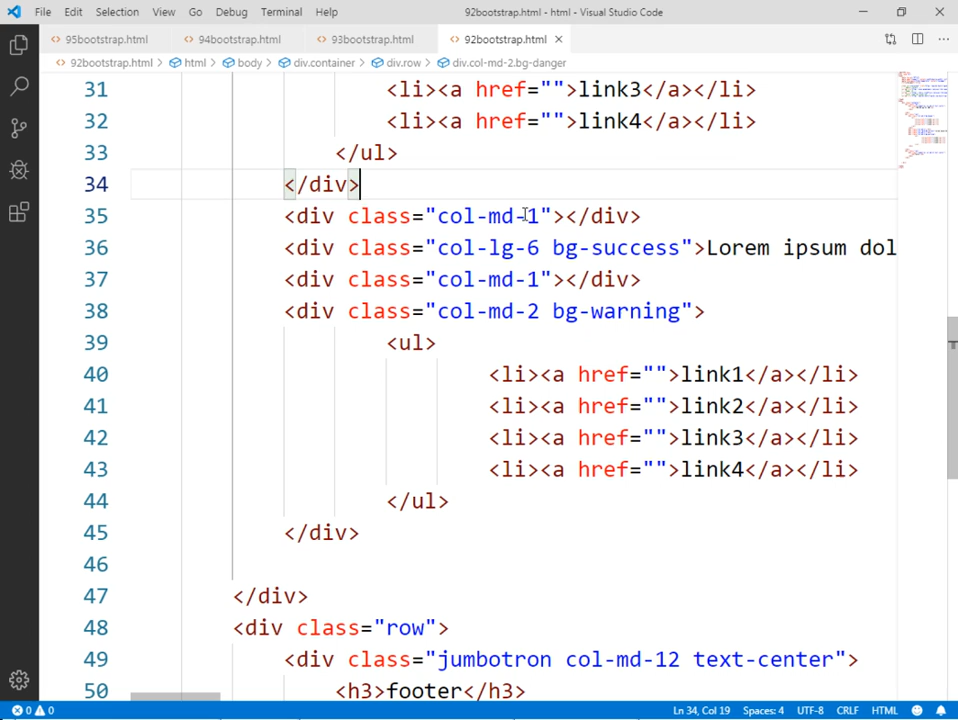 File Edit Selection View Go Debug Terminal Help 92bootstrap.html - html - Visual Studio Code
95bootstrap.html 94bootstrap.html 93bootstrap.html 92bootstrap.html
92bootstrap.html > html > body > div.container > div.row > div.col-md-2.bg-danger
31 <li><a href="">link3</a></li>
32 <li><a href="">link4</a></li>
33 </ul>
34 </div>
35 <div class="col-md-1"></div>
36 <div class="col-lg-6 bg-success">Lorem ipsum dol
37 <div class="col-md-1"></div>
38 <div class="col-md-2 bg-warning">
39 <ul>
40 <li><a href="">link1</a></li>
41 <li><a href="">link2</a></li>
42 <li><a href="">link3</a></li>
43 <li><a href="">link4</a></li>
44 </ul>
45 </div>
46
47 </div>
48 <div class="row">
49 <div class="jumbotron col-md-12 text-center">
50 <h3>footer</h3>
0 0 Ln 34, Col 19 Spaces: 4 UTF-8 CRLF HTML